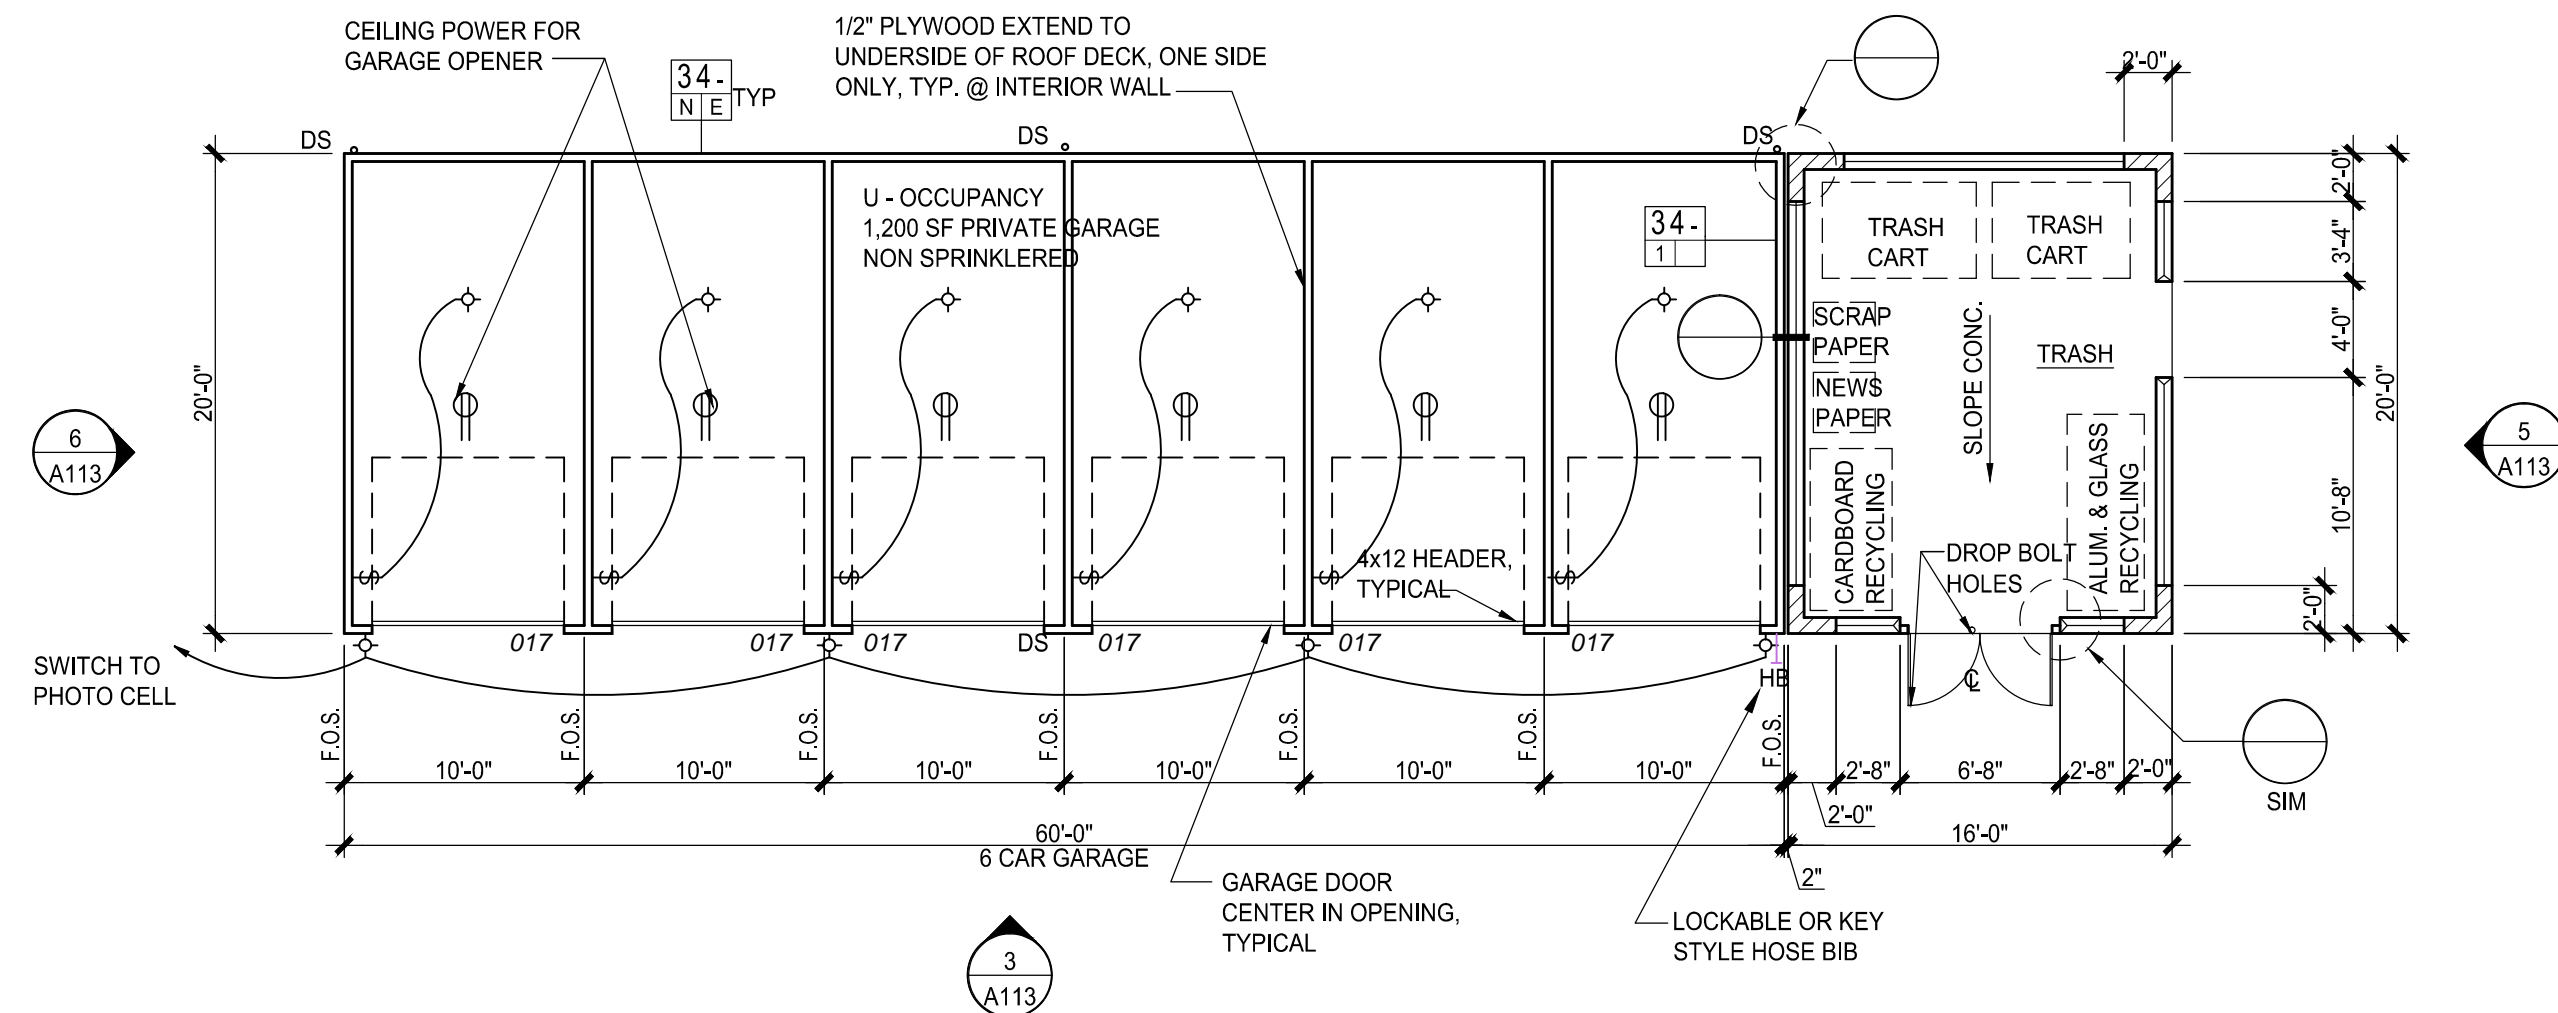 CEILING POWER FOR
GARAGE OPENER
34-
N E
TYP
1/2" PLYWOOD EXTEND TO
UNDERSIDE OF ROOF DECK, ONE SIDE
ONLY, TYP. @ INTERIOR WALL
2'-0"
DS
DS
DS
U - OCCUPANCY
1,200 SF PRIVATE GARAGE
NON SPRINKLERED
34-
1
TRASH
CART
TRASH
CART
2'-0"
3'-4"
4'-0"
10'-8"
2'-0"
20'-0"
SCRAP
PAPER
NEWS
PAPER
SLOPE CONC.
TRASH
CARDBOARD
RECYCLING
ALUM. & GLASS
RECYCLING
DROP BOLT
HOLES
20'-0"
6
A113
5
A113
4x12 HEADER,
TYPICAL
S
S
S
S
S
S
017
017
017
DS
017
017
017
SWITCH TO
PHOTO CELL
HB
CL
F.O.S.
F.O.S.
F.O.S.
F.O.S.
F.O.S.
F.O.S.
F.O.S.
10'-0"
10'-0"
10'-0"
10'-0"
10'-0"
10'-0"
2'-8"
6'-8"
2'-8"
2'-0"
2'-0"
SIM
60'-0"
6 CAR GARAGE
16'-0"
2"
GARAGE DOOR
CENTER IN OPENING,
TYPICAL
LOCKABLE OR KEY
STYLE HOSE BIB
3
A113